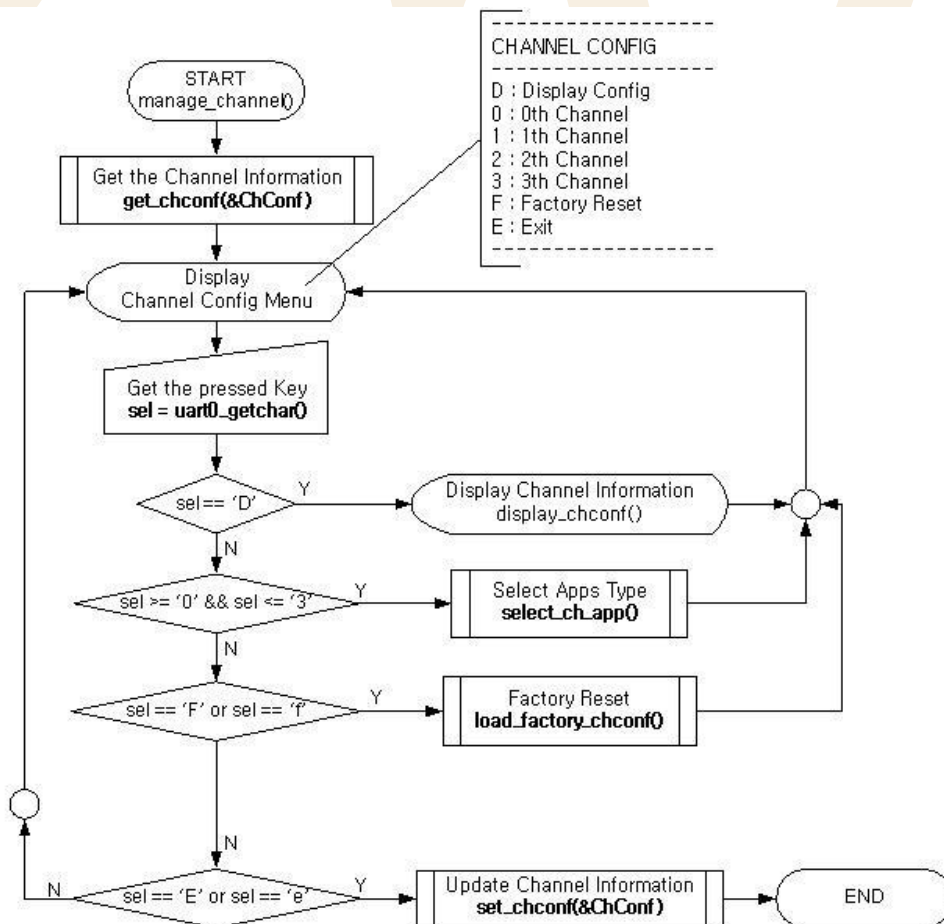 START
manage_channel()
Get the Channel Information
get_chconf(&ChConf)
Display
Channel Config Menu
- - - - - - - - - - - - - - - - - - - -
CHANNEL CONFIG
- - - - - - - - - - - - - - - - - - - -
D : Display Config
0 : 0th Channel
1 : 1th Channel
2 : 2th Channel
3 : 3th Channel
F : Factory Reset
E : Exit
- - - - - - - - - - - - - - - - - - - -
Get the pressed Key
sel = uart0_getchar()
sel == ‘D’
Y
N
Display Channel Information
display_chconf()
sel >= ‘0’ && sel <= ‘3’
Y
N
Select Apps Type
select_ch_app()
sel == ‘F’ or sel == ‘f’
Y
N
Factory Reset
load_factory_chconf()
sel == ‘E’ or sel == ‘e’
N
Y
Update Channel Information
set_chconf(&ChConf)
END